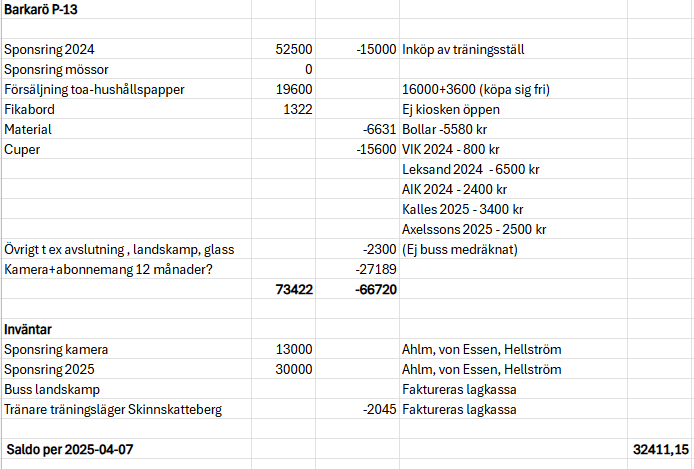 Barkarö P-13
Sponsring 2024 52500 -15000 Inköp av träningsställ
Sponsring mössor 0
Försäljning toa-hushållspapper 19600 16000+3600 (köpa sig fri)
Fikabord 1322 Ej kiosken öppen
Material -6631 Bollar -5580 kr
Cuper -15600 VIK 2024 - 800 kr
Leksand 2024 - 6500 kr
AIK 2024 - 2400 kr
Kalles 2025 - 3400 kr
Axelssons 2025 - 2500 kr
Övrigt t ex avslutning , landskamp, glass -2300 (Ej buss medräknat)
Kamera+abonnemang 12 månader? -27189
73422 -66720
Inväntar
Sponsring kamera 13000 Ahlm, von Essen, Hellström
Sponsring 2025 30000 Ahlm, von Essen, Hellström
Buss landskamp Faktureras lagkassa
Tränare träningsläger Skinnskatteberg -2045 Faktureras lagkassa
Saldo per 2025-04-07 32411,15